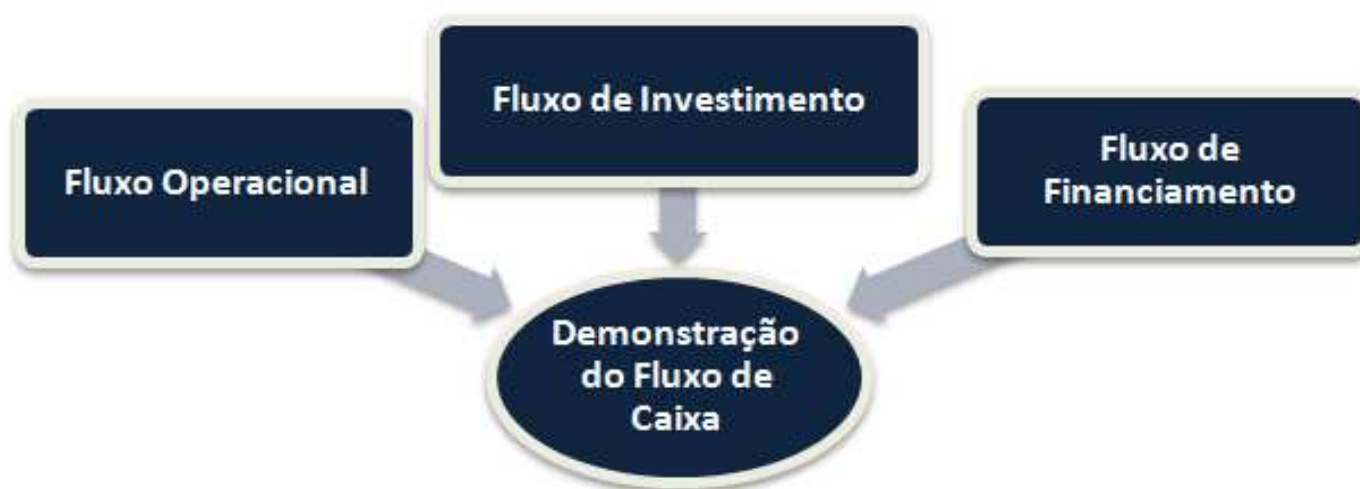 Fluxo de Investimento
Fluxo Operacional
Fluxo de
Financiamento
Demonstração
do Fluxo de
Caixa